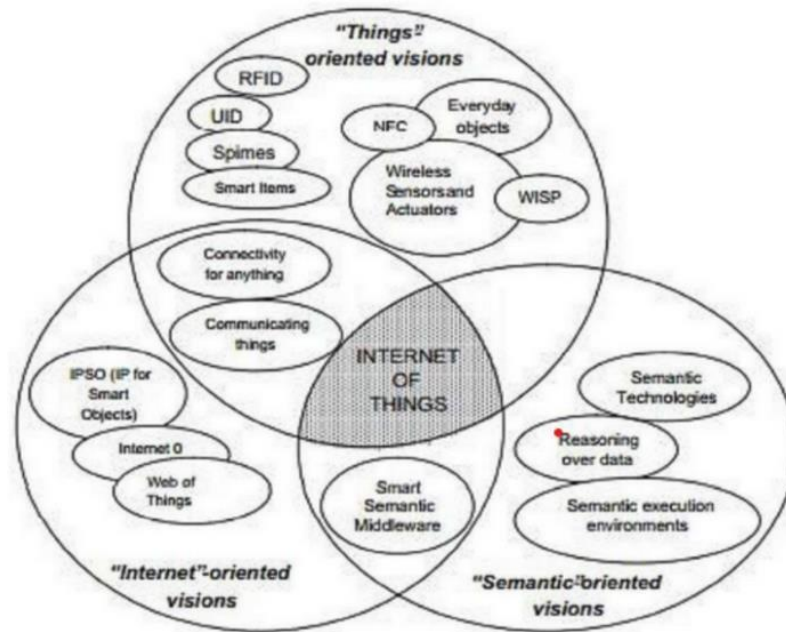 “Things”-
oriented visions
RFID
UID
Spimes
Smart Items
NFC
Everyday
objects
Wireless
Sensors and
Actuators
WISP
Connectivity
for anything
Communicating
things
INTERNET
OF
THINGS
IPSO (IP for
Smart
Objects)
Internet 0
Web of
Things
Semantic
Technologies
Reasoning
over data
Semantic execution
environments
Smart
Semantic
Middleware
“Internet”-oriented
visions
“Semantic”-oriented
visions